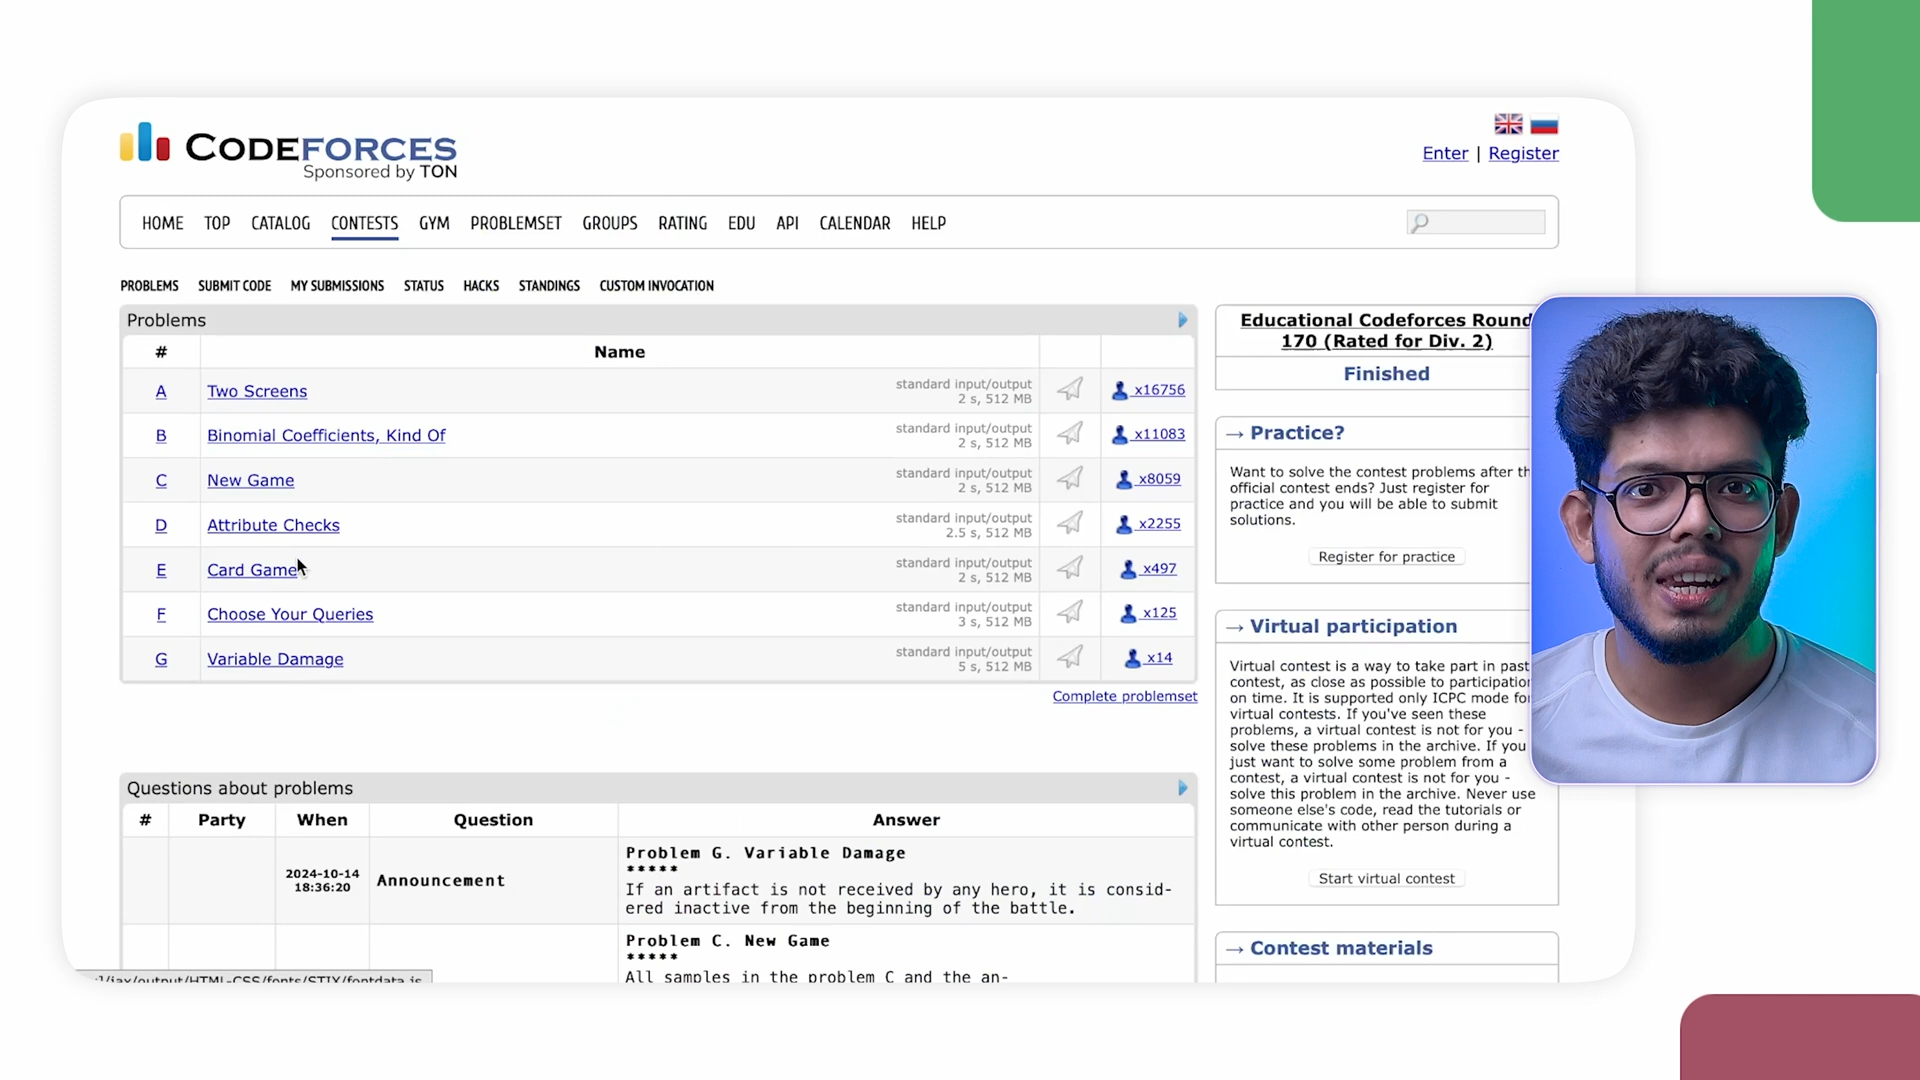 CODEFORCES
Sponsored by TON
Enter | Register
HOME TOP CATALOG CONTESTS GYM PROBLEMSET GROUPS RATING EDU API CALENDAR HELP
PROBLEMS SUBMIT CODE MY SUBMISSIONS STATUS HACKS STANDINGS CUSTOM INVOCATION
Problems
# Name
A Two Screens standard input/output
2 s, 512 MB x16756
B Binomial Coefficients, Kind Of standard input/output
2 s, 512 MB x11083
C New Game standard input/output
2 s, 512 MB x8059
D Attribute Checks standard input/output
2.5 s, 512 MB x2255
E Card Game standard input/output
2 s, 512 MB x497
F Choose Your Queries standard input/output
3 s, 512 MB x125
G Variable Damage standard input/output
5 s, 512 MB x14
Complete problemset
Questions about problems
# Party When Question Answer
2024-10-14
18:36:20
Announcement
Problem G. Variable Damage
*****
If an artifact is not received by any hero, it is consid-
ered inactive from the beginning of the battle.
Problem C. New Game
*****
All samples in the problem C and the an-
Educational Codeforces Round
170 (Rated for Div. 2)
Finished
→ Practice?
Want to solve the contest problems after
official contest ends? Just register for
practice and you will be able to submit
solutions.
Register for practice
→ Virtual participation
Virtual contest is a way to take part in past
contest, as close as possible to participation
on time. It is supported only ICPC mode for
virtual contests. If you've seen these
problems, a virtual contest is not for you -
solve these problems in the archive. If you
just want to solve some problem from a
contest, a virtual contest is not for you -
solve this problem in the archive. Never use
someone else's code, read the tutorials or
communicate with other person during a
virtual contest.
Start virtual contest
→ Contest materials
/jax/output/HTML-CSS/fonts/STIX/fontdata.js